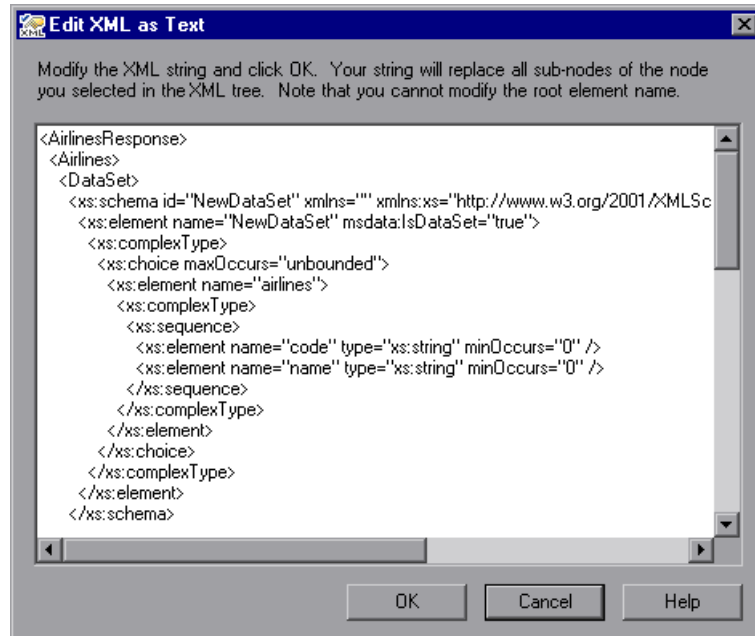 XML
Edit XML as Text
Modify the XML string and click OK. Your string will replace all sub-nodes of the node
you selected in the XML tree. Note that you cannot modify the root element name.
<AirlinesResponse>
<Airlines>
<DataSet>
<xs:schema id="NewDataSet" xmlns="" xmlns:xs="http://www.w3.org/2001/XMLSc
<xs:element name="NewDataSet" msdata:IsDataSet="true">
<xs:complexType>
<xs:choice maxOccurs="unbounded">
<xs:element name="airlines">
<xs:complexType>
<xs:sequence>
<xs:element name="code" type="xs:string" minOccurs="0" />
<xs:element name="name" type="xs:string" minOccurs="0" />
</xs:sequence>
</xs:complexType>
</xs:element>
</xs:choice>
</xs:complexType>
</xs:element>
</xs:schema>
OK Cancel Help